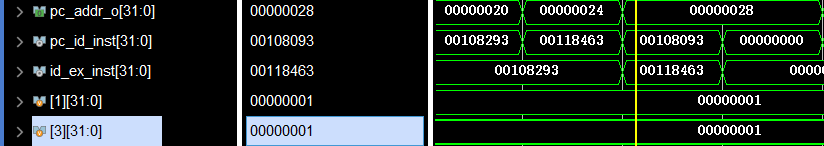 pc_addr_o[31:0] 00000028 00000020 00000024 00000028
pc_id_inst[31:0] 00108093 00108293 00118463 00108093 00000000
id_ex_inst[31:0] 00118463 00108293 00118463 0000
[1][31:0] 00000001 00000001
[3][31:0] 00000001 00000001